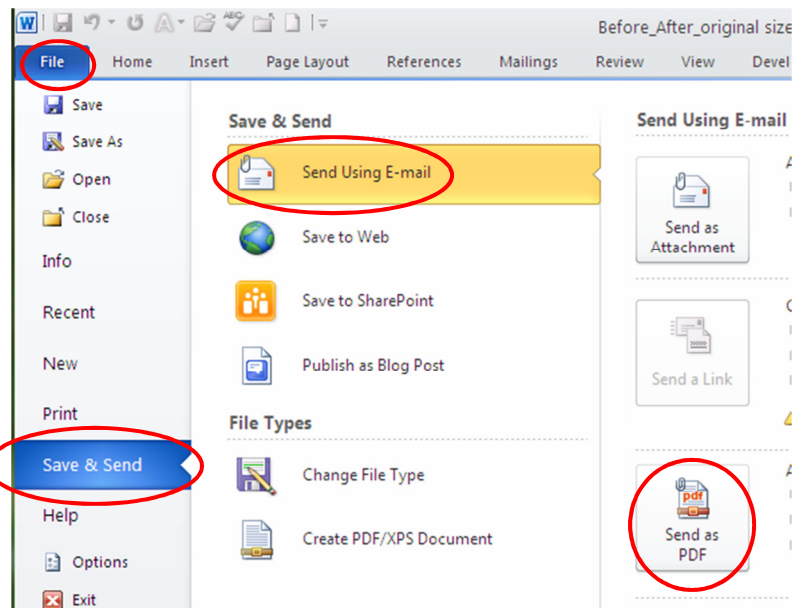 Before_After_original size
File Home Insert Page Layout References Mailings Review View Devel
Save
Save As
Open
Close
Info
Recent
New
Print
Save & Send
Help
Options
Exit
Save & Send
Send Using E-mail
Save to Web
Save to SharePoint
Publish as Blog Post
File Types
Change File Type
Create PDF/XPS Document
Send Using E-mail
Send as
Attachment
Send a Link
pdf
Send as
PDF